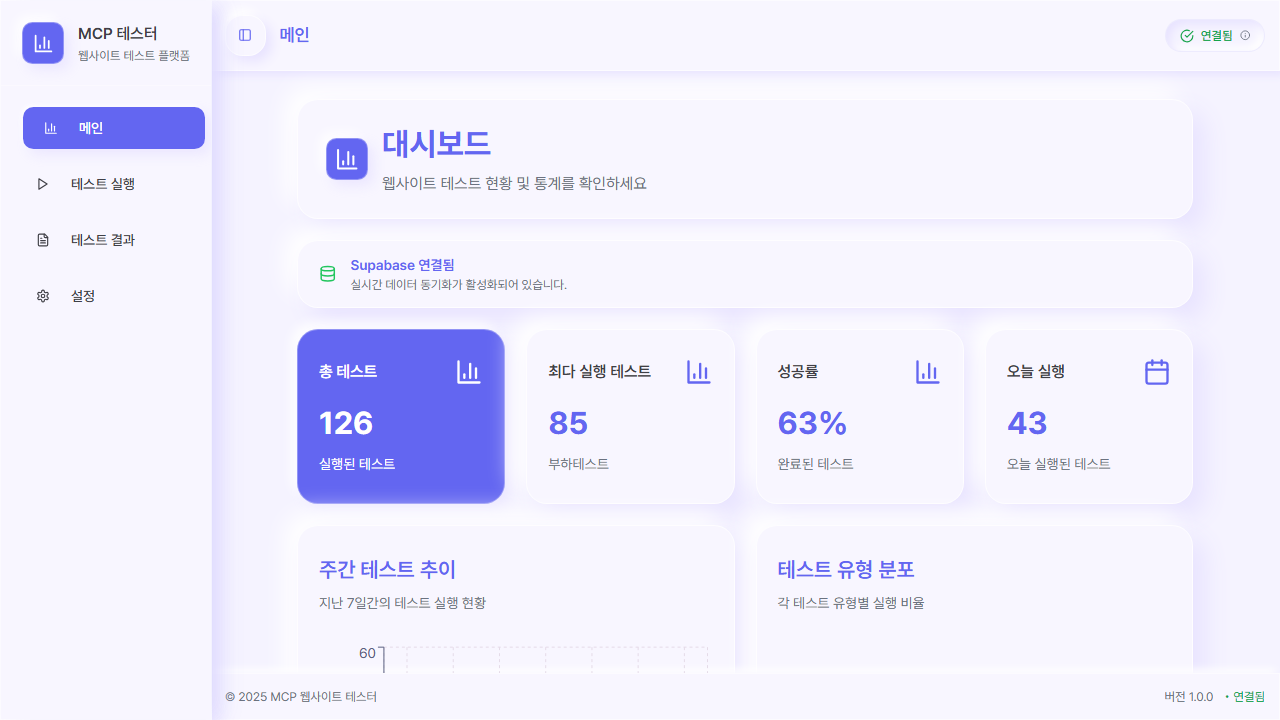 MCP 테스터
웹사이트 테스트 플랫폼
메인
테스트 실행
테스트 결과
설정
메인
연결됨
대시보드
웹사이트 테스트 현황 및 통계를 확인하세요
Supabase 연결됨
실시간 데이터 동기화가 활성화되어 있습니다.
총 테스트
126
실행된 테스트
최다 실행 테스트
85
부하테스트
성공률
63%
완료된 테스트
오늘 실행
43
오늘 실행된 테스트
주간 테스트 추이
지난 7일간의 테스트 실행 현황
60
테스트 유형 분포
각 테스트 유형별 실행 비율
© 2025 MCP 웹사이트 테스터
버전 1.0.0 • 연결됨